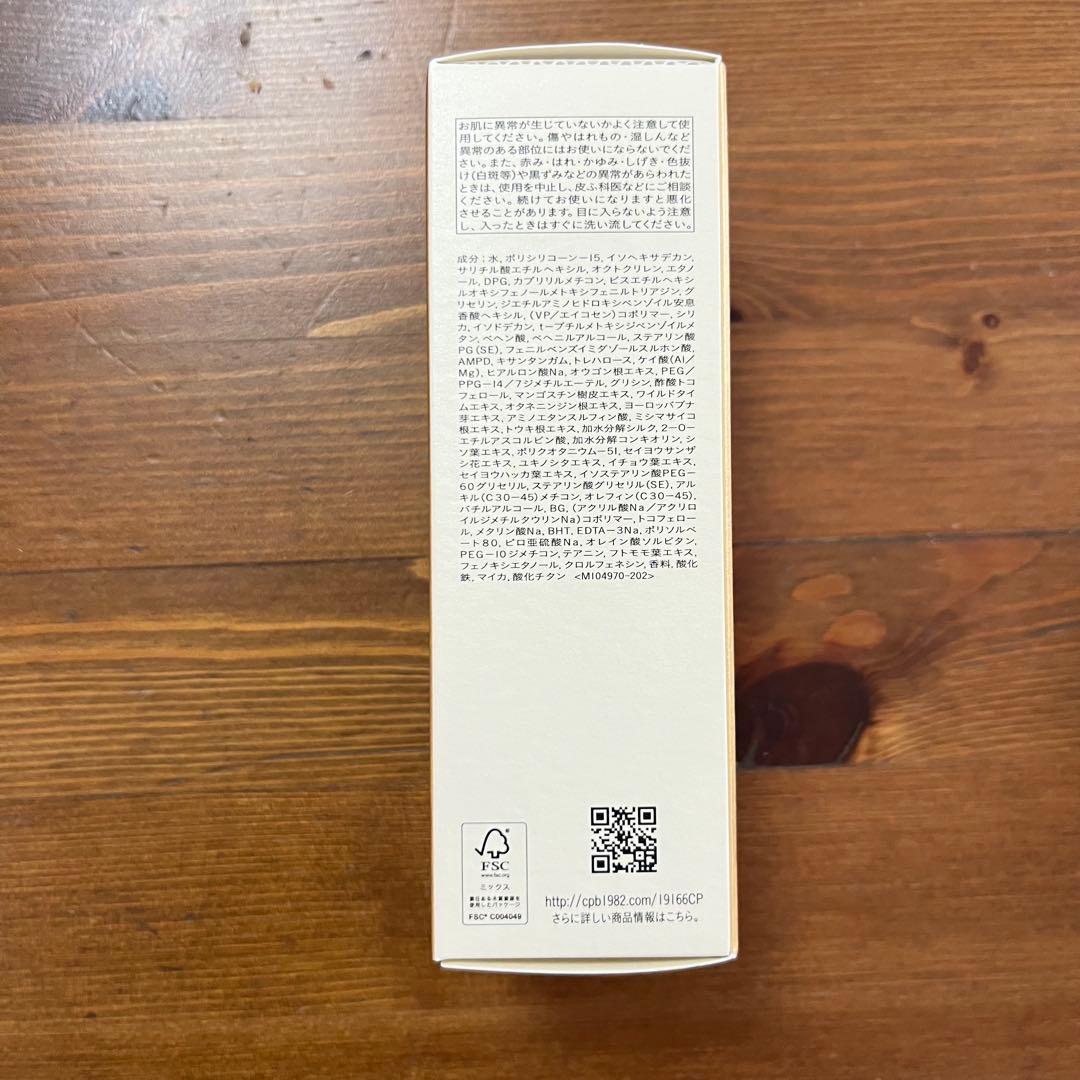 お肌に異常が生じていないかよく注意して使
用してください。傷やはれもの・湿しんなど
異常のある部位にはお使いにならないでくだ
さい。また、赤み・はれ・かゆみ・しげき・色抜
け(白斑等)や黒ずみなどの異常があらわれた
ときは、使用を中止し、皮ふ科医などにご相談
ください。続けてお使いになりますと悪化
させることがあります。目に入らないよう注意
し、入ったときはすぐに洗い流してください。
成分:水,ポリシリコーン-15,イソヘキサデカン,
サリチル酸エチルヘキシル,オクトクリレン,エタノ
ール,DPG,カプリリルメチコン,ビスエチルヘキシ
ルオキシフェノールメトキシフェニルトリアジン,グ
リセリン,ジエチルアミノヒドロキシベンゾイル安息
香酸ヘキシル,(VP/エイコセン)コポリマー,シリ
カ,イソドデカン,t-ブチルメトキシジベンゾイルメ
タン,ベヘン酸,ベヘニルアルコール,ステアリン酸
PG(SE),フェニルベンズイミダゾールスルホン酸,
AMPD,キサンタンガム,トレハロース,ケイ酸(Al/
Mg),ヒアルロン酸Na,オウゴン根エキス,PEG/
PPG-14/7ジメチルエーテル,グリシン,酢酸トコ
フェロール,マンゴスチン樹皮エキス,ワイルドタイ
ムエキス,オタネニンジン根エキス,ヨーロッパブナ
芽エキス,アミノエタンスルフィン酸,ミシマサイコ
根エキス,トウキ根エキス,加水分解シルク,2-O-
エチルアスコルビン酸,加水分解コンキオリン,シ
ソ葉エキス,ポリクオタニウム-51,セイヨウサンザ
シ花エキス,ユキノシタエキス,イチョウ葉エキス,
セイヨウハッカ葉エキス,イソステアリン酸PEG-
60グリセリル,ステアリン酸グリセリル(SE),アル
キル(C30-45)メチコン,オレフィン(C30-45),
バチルアルコール,BG,(アクリル酸Na/アクリロ
イルジメチルタウリンNa)コポリマー,トコフェロー
ル,メタリン酸Na,BHT,EDTA-3Na,ポリソルベ
ート80,ピロ亜硫酸Na,オレイン酸ソルビタン,
PEG-10ジメチコン,テアニン,フトモモ葉エキス,
フェノキシエタノール,クロルフェネシン,香料,酸化
鉄,マイカ,酸化チタン <M104970-202>
FSC
www.fsc.org
ミックス
責任ある木質資源を
使用したパッケージ
FSC® C004049
http://cpb1982.com/19166CP
さらに詳しい商品情報はこちら。